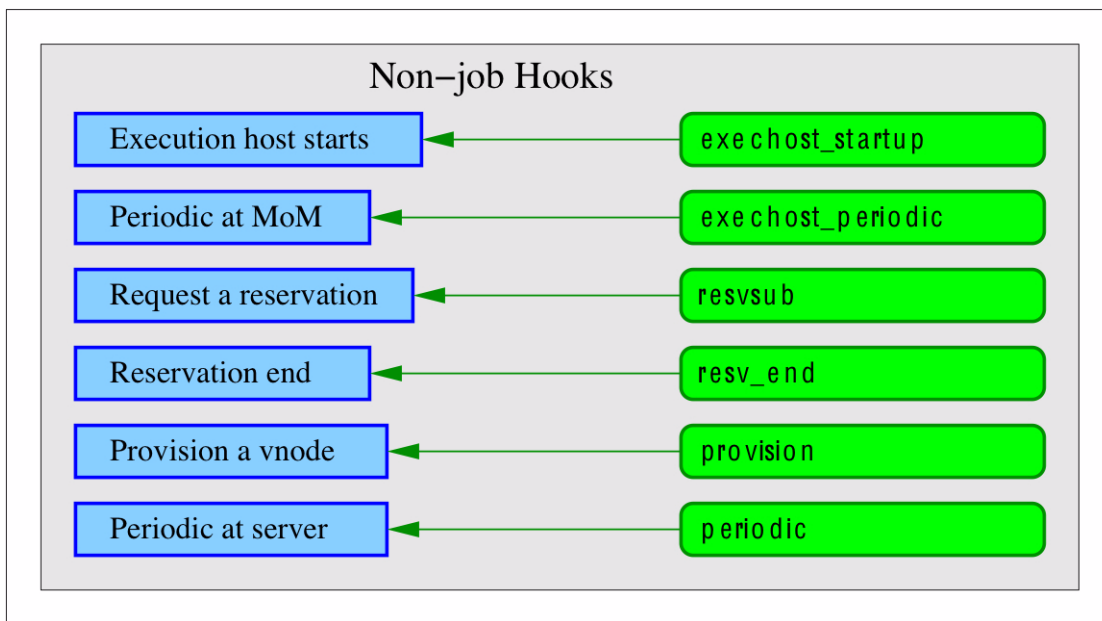 Non-job Hooks
Execution host starts
exechost_startup
Periodic at MoM
exechost_periodic
Request a reservation
resvsub
Reservation end
resv_end
Provision a vnode
provision
Periodic at server
periodic